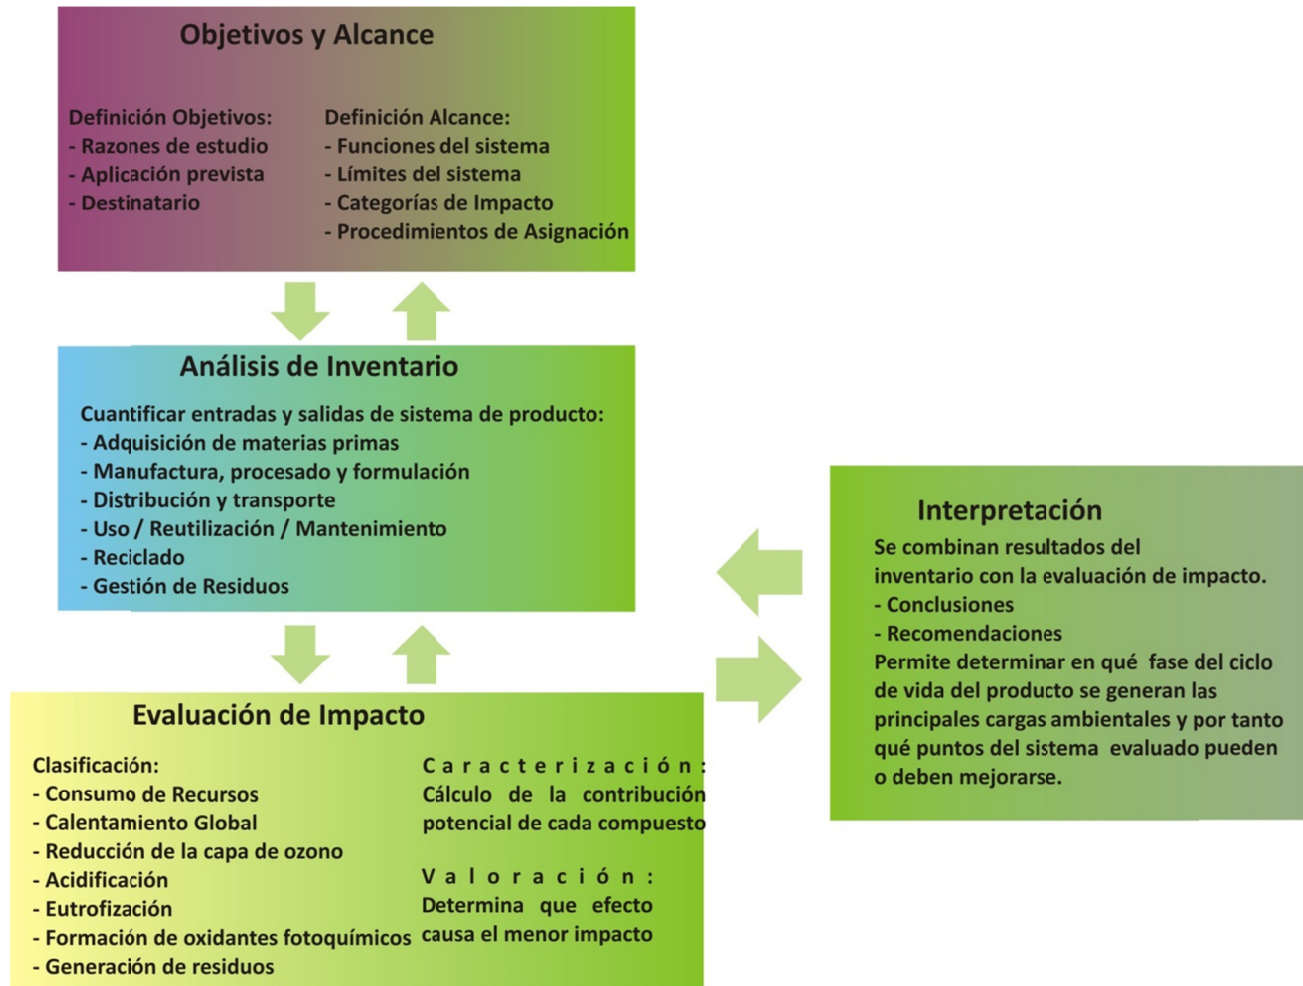 Objetivos y Alcance
Definición Objetivos:
- Razones de estudio
- Aplicación prevista
- Destinatario
Definición Alcance:
- Funciones del sistema
- Límites del sistema
- Categorías de Impacto
- Procedimientos de Asignación
Análisis de Inventario
Cuantificar entradas y salidas de sistema de producto:
- Adquisición de materias primas
- Manufactura, procesado y formulación
- Distribución y transporte
- Uso / Reutilización / Mantenimiento
- Reciclado
- Gestión de Residuos
Evaluación de Impacto
Clasificación:
- Consumo de Recursos
- Calentamiento Global
- Reducción de la capa de ozono
- Acidificación
- Eutrofización
- Formación de oxidantes fotoquímicos
- Generación de residuos
Caracterización:
Cálculo de la contribución
potencial de cada compuesto
Valoración:
Determina que efecto
causa el menor impacto
Interpretación
Se combinan resultados del
inventario con la evaluación de impacto.
- Conclusiones
- Recomendaciones
Permite determinar en qué fase del ciclo
de vida del producto se generan las
principales cargas ambientales y por tanto
qué puntos del sistema evaluado pueden
o deben mejorarse.